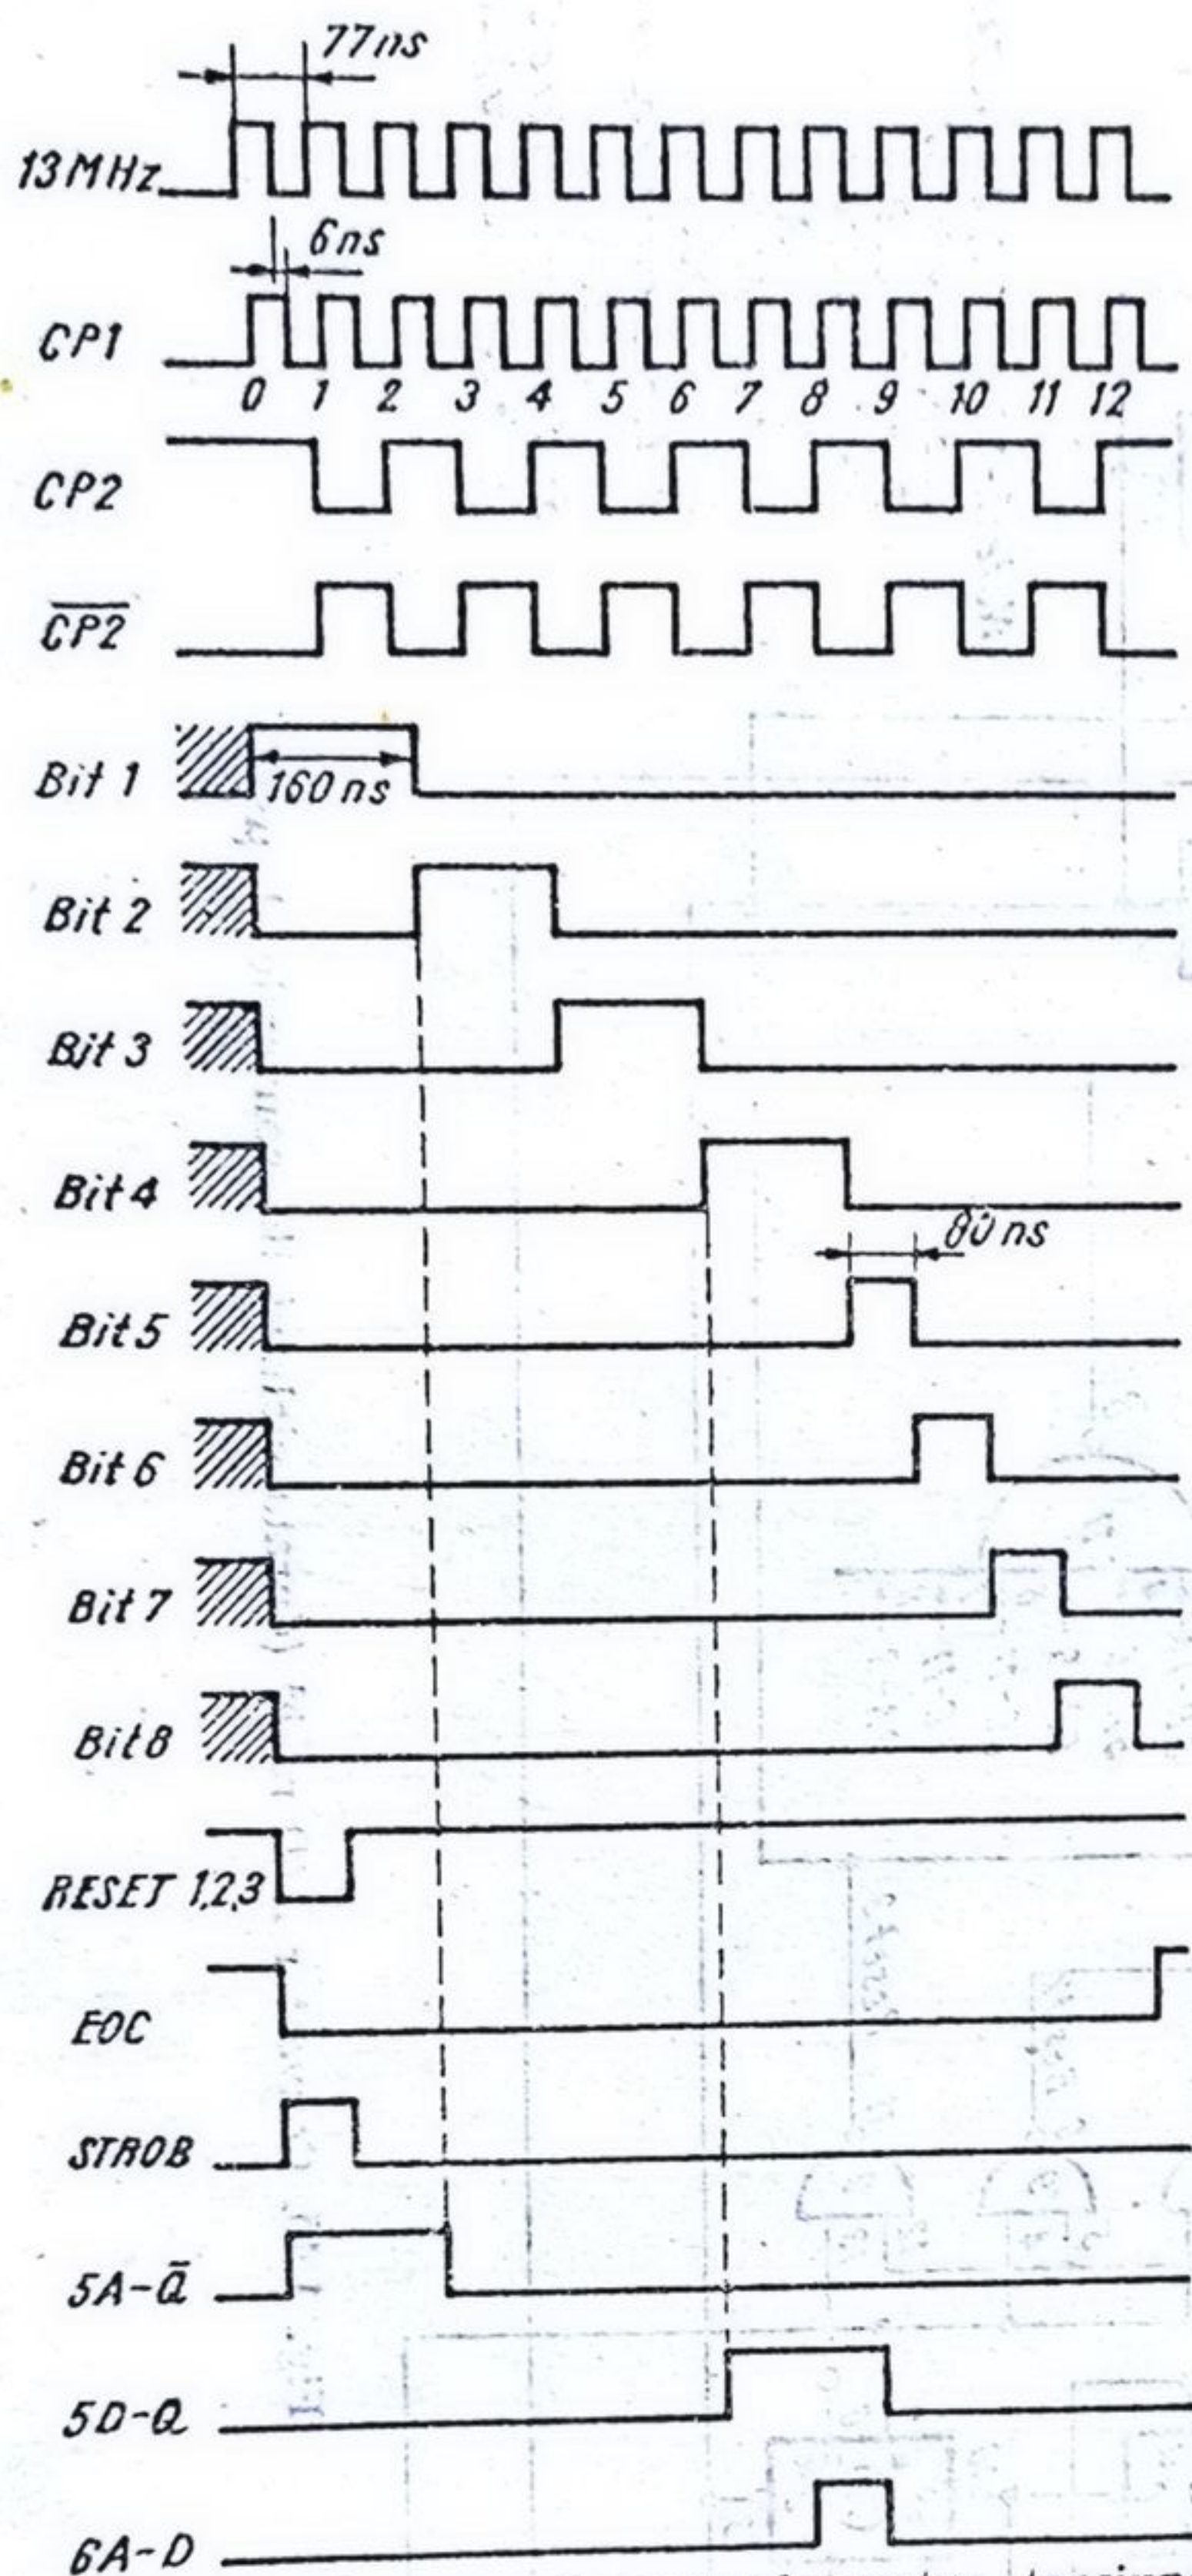 77ns
13MHz
6ns
CP1
0 1 2 3 4 5 6 7 8 9 10 11 12
CP2
C̅P̅2̅
Bit 1
160 ns
Bit 2
Bit 3
Bit 4
80 ns
Bit 5
Bit 6
Bit 7
Bit 8
RESET 1,2,3
EOC
STROB
5A-Q̄
5D-Q
6A-D